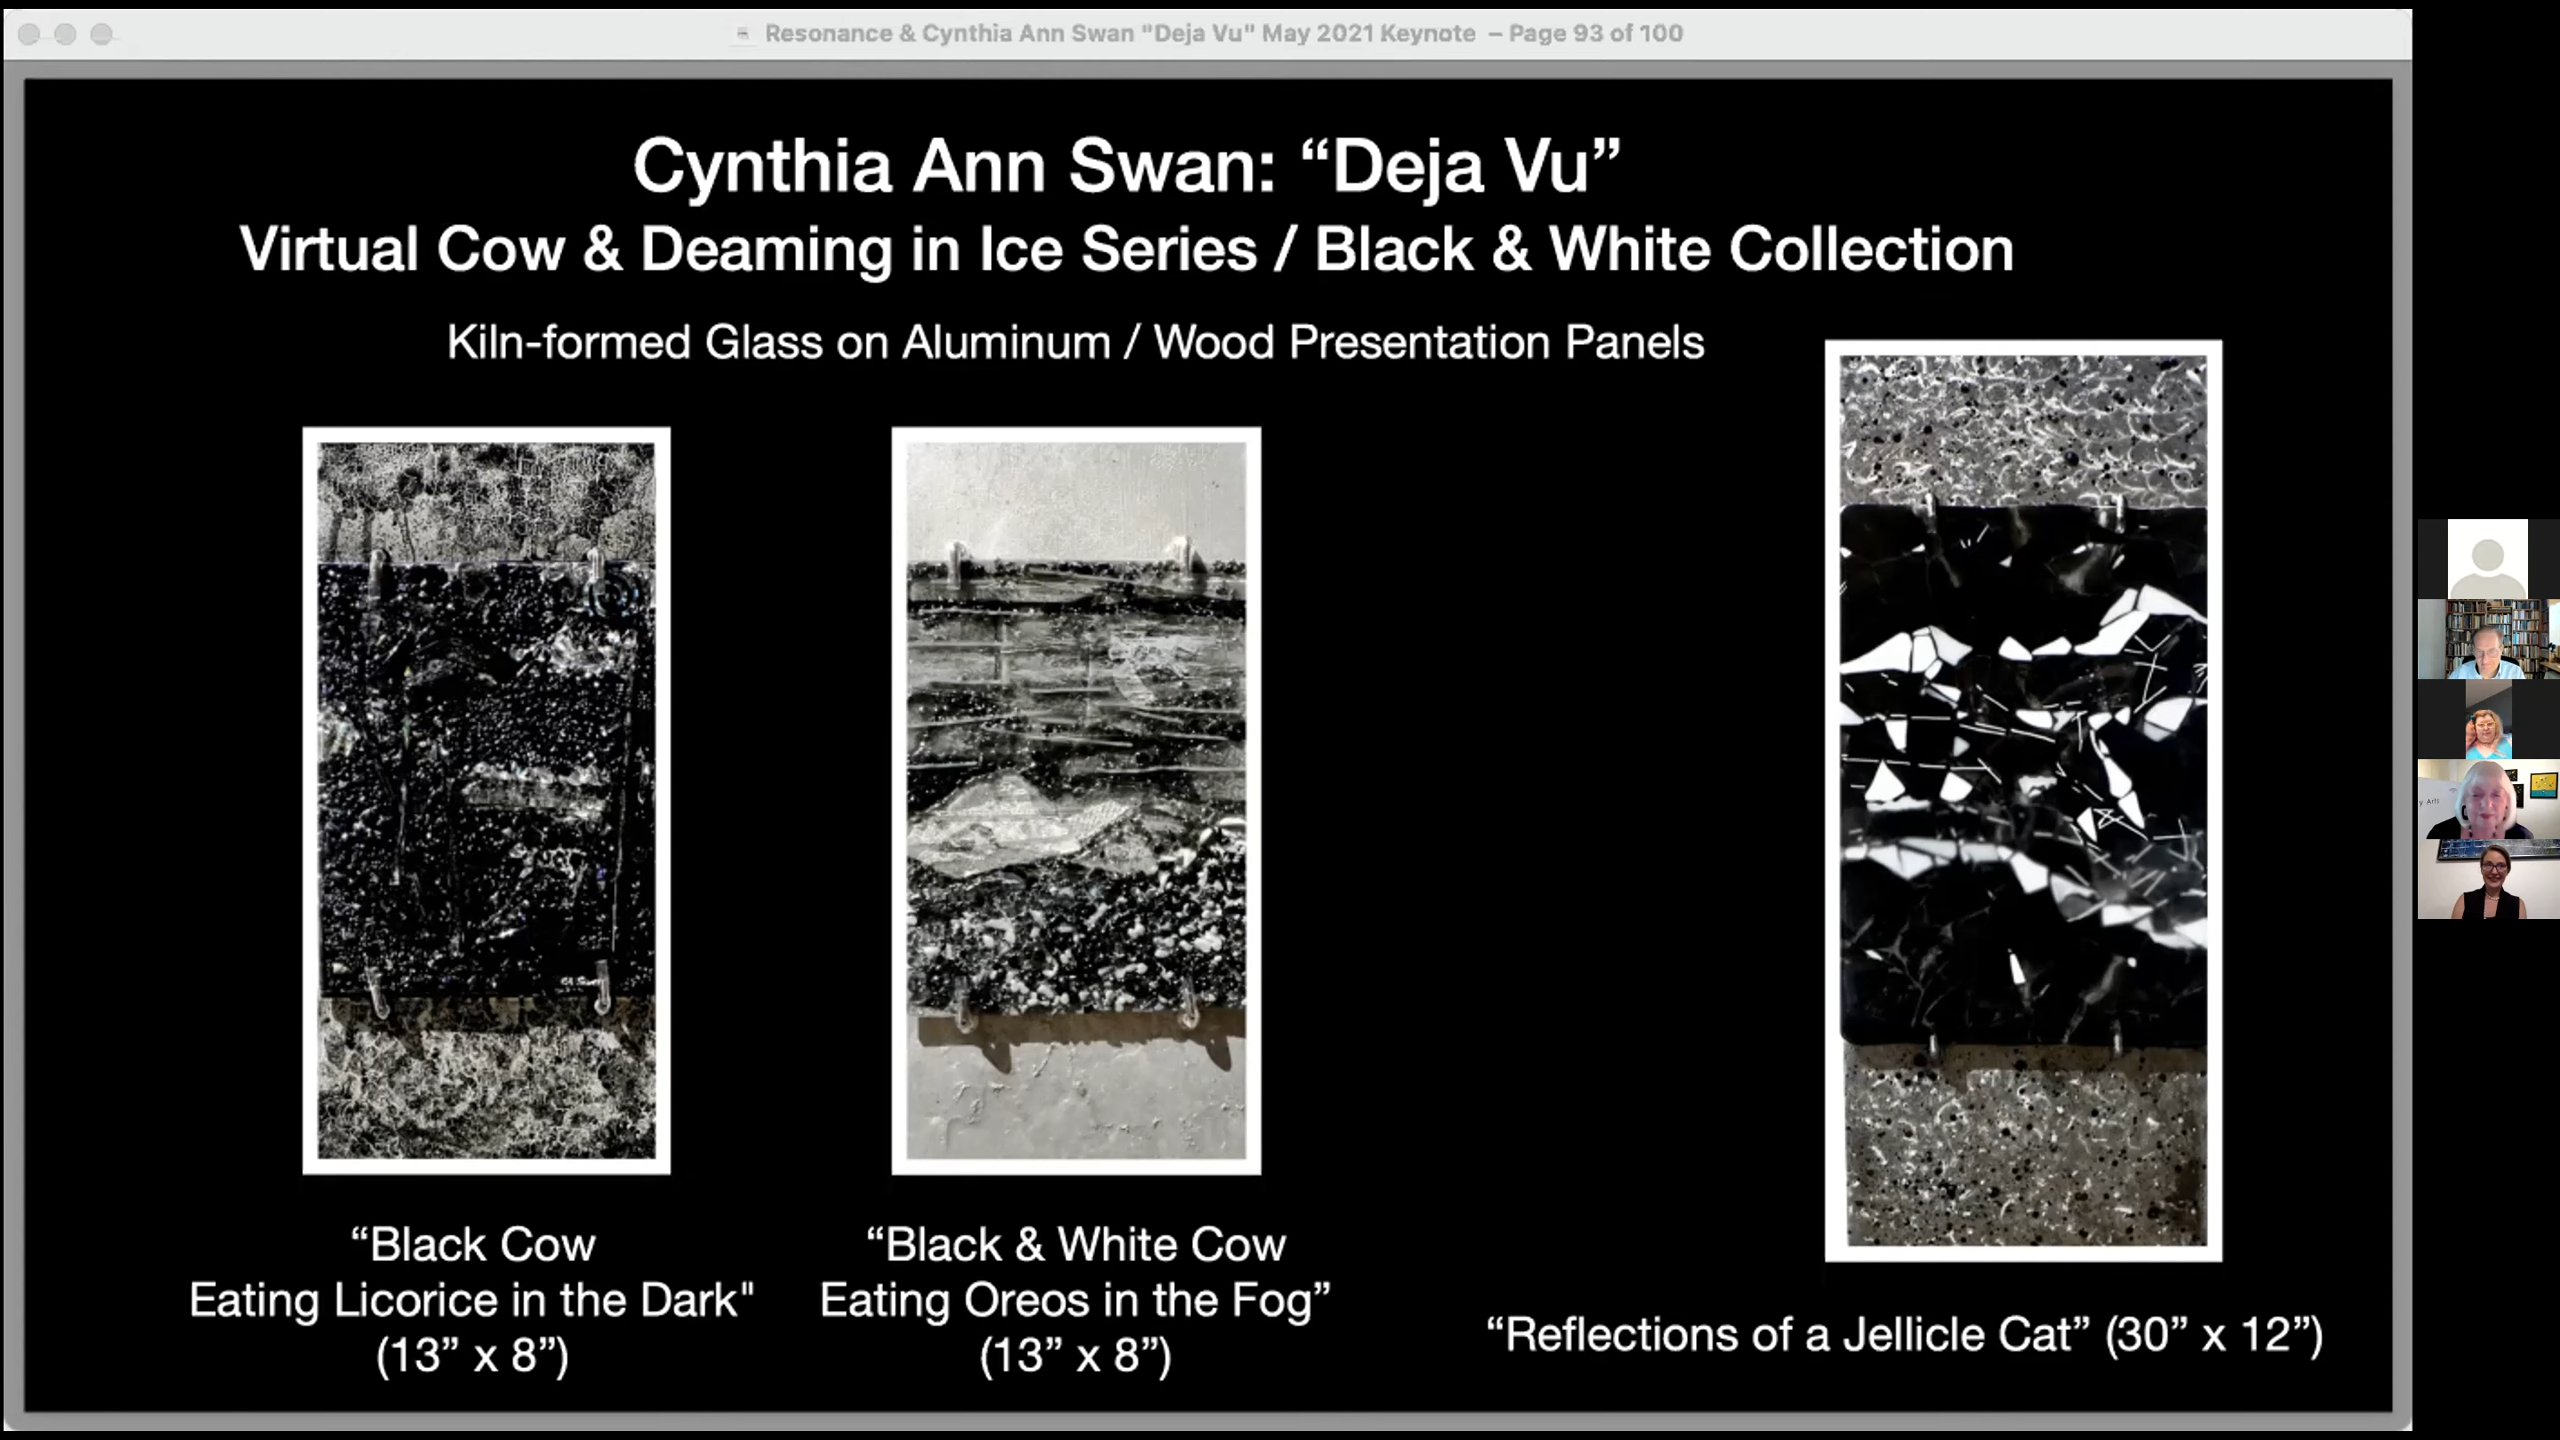 Resonance & Cynthia Ann Swan "Deja Vu" May 2021 Keynote – Page 93 of 100
Cynthia Ann Swan: “Deja Vu”
Virtual Cow & Deaming in Ice Series / Black & White Collection
Kiln-formed Glass on Aluminum / Wood Presentation Panels
“Black Cow
Eating Licorice in the Dark"
(13” x 8”)
“Black & White Cow
Eating Oreos in the Fog”
(13” x 8”)
“Reflections of a Jellicle Cat” (30” x 12”)
y Arts